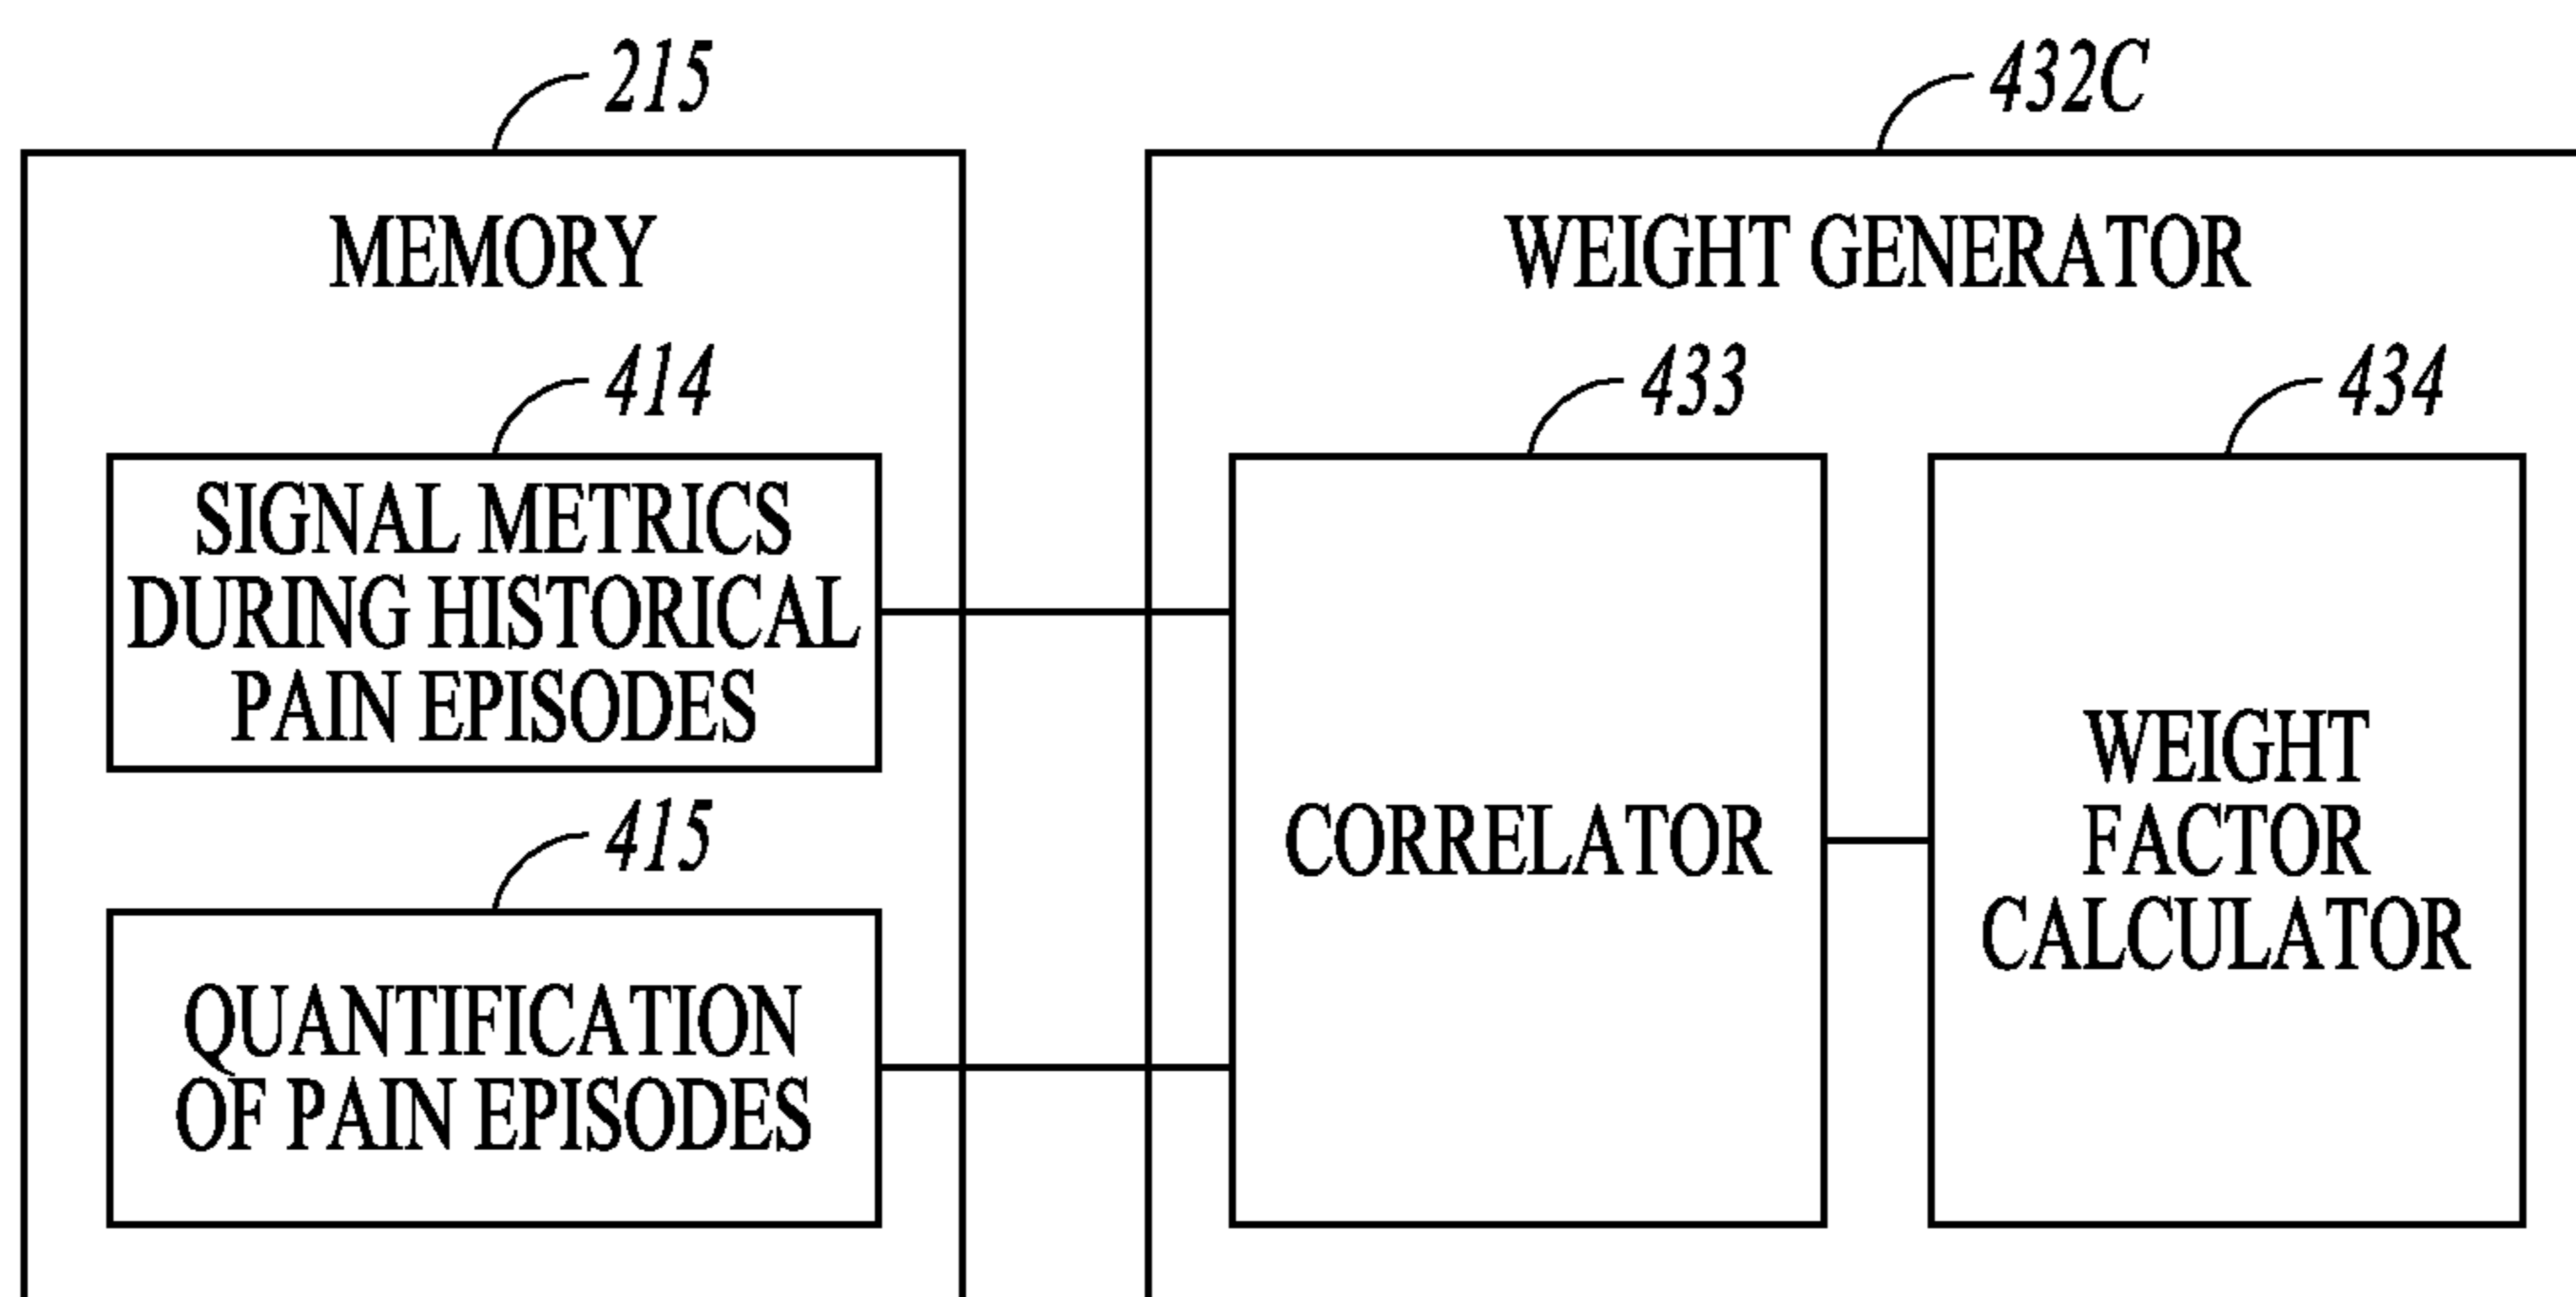 215
432C
MEMORY
WEIGHT GENERATOR
414
433
434
SIGNAL METRICS
DURING HISTORICAL
PAIN EPISODES
415
QUANTIFICATION
OF PAIN EPISODES
CORRELATOR
WEIGHT
FACTOR
CALCULATOR